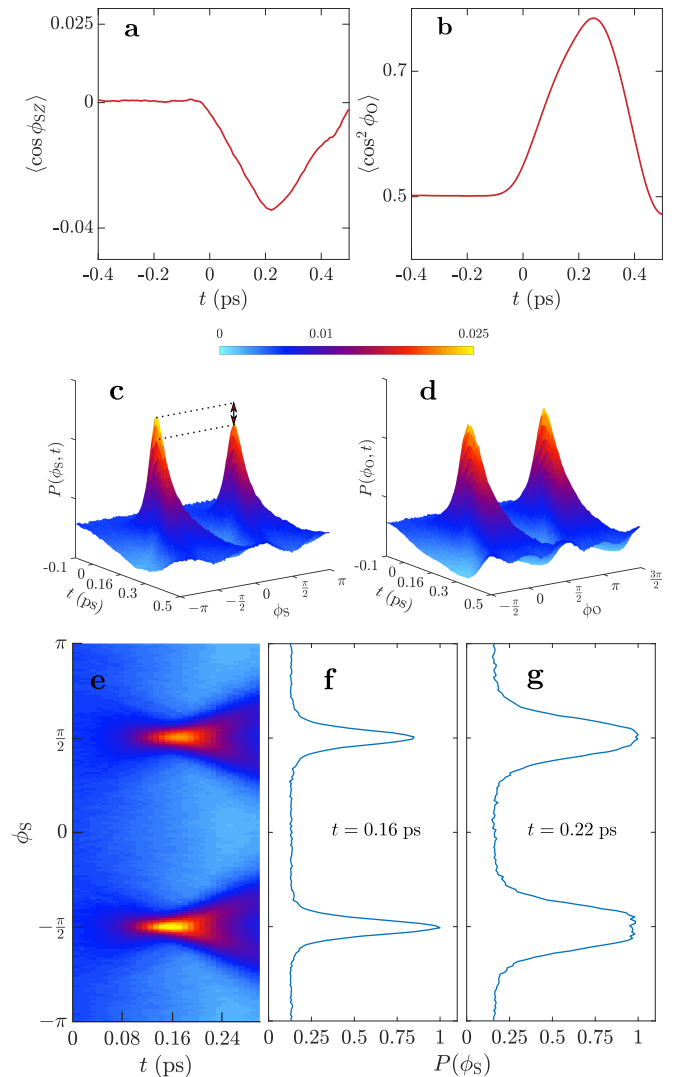 a
0.025
0
-0.04
⟨cos ϕSZ⟩
-0.4 -0.2 0 0.2 0.4
t (ps)
b
0.7
0.5
⟨cos² ϕO⟩
-0.4 -0.2 0 0.2 0.4
t (ps)
0 0.01 0.025
c
P(ϕS, t)
-0.1 0 0.16 0.3 0.5
t (ps)
−π −π/2 0 π/2 π
ϕS
d
P(ϕO, t)
-0.1 0 0.16 0.3 0.5
t (ps)
−π/2 0 π/2 π 3π/2
ϕO
e
π
π/2
0
−π/2
−π
ϕS
0 0.08 0.16 0.24
t (ps)
f
t = 0.16 ps
0.25 0.5 0.75 1
g
t = 0.22 ps
0.25 0.5 0.75 1
P(ϕS)